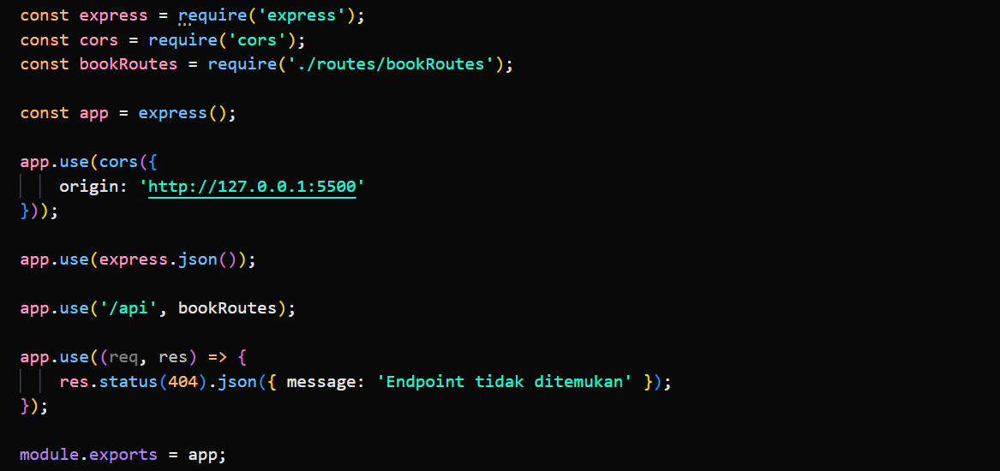 const express = require('express');
const cors = require('cors');
const bookRoutes = require('./routes/bookRoutes');
const app = express();
app.use(cors({
    origin: 'http://127.0.0.1:5500'
}));
app.use(express.json());
app.use('/api', bookRoutes);
app.use((req, res) => {
    res.status(404).json({ message: 'Endpoint tidak ditemukan' });
});
module.exports = app;